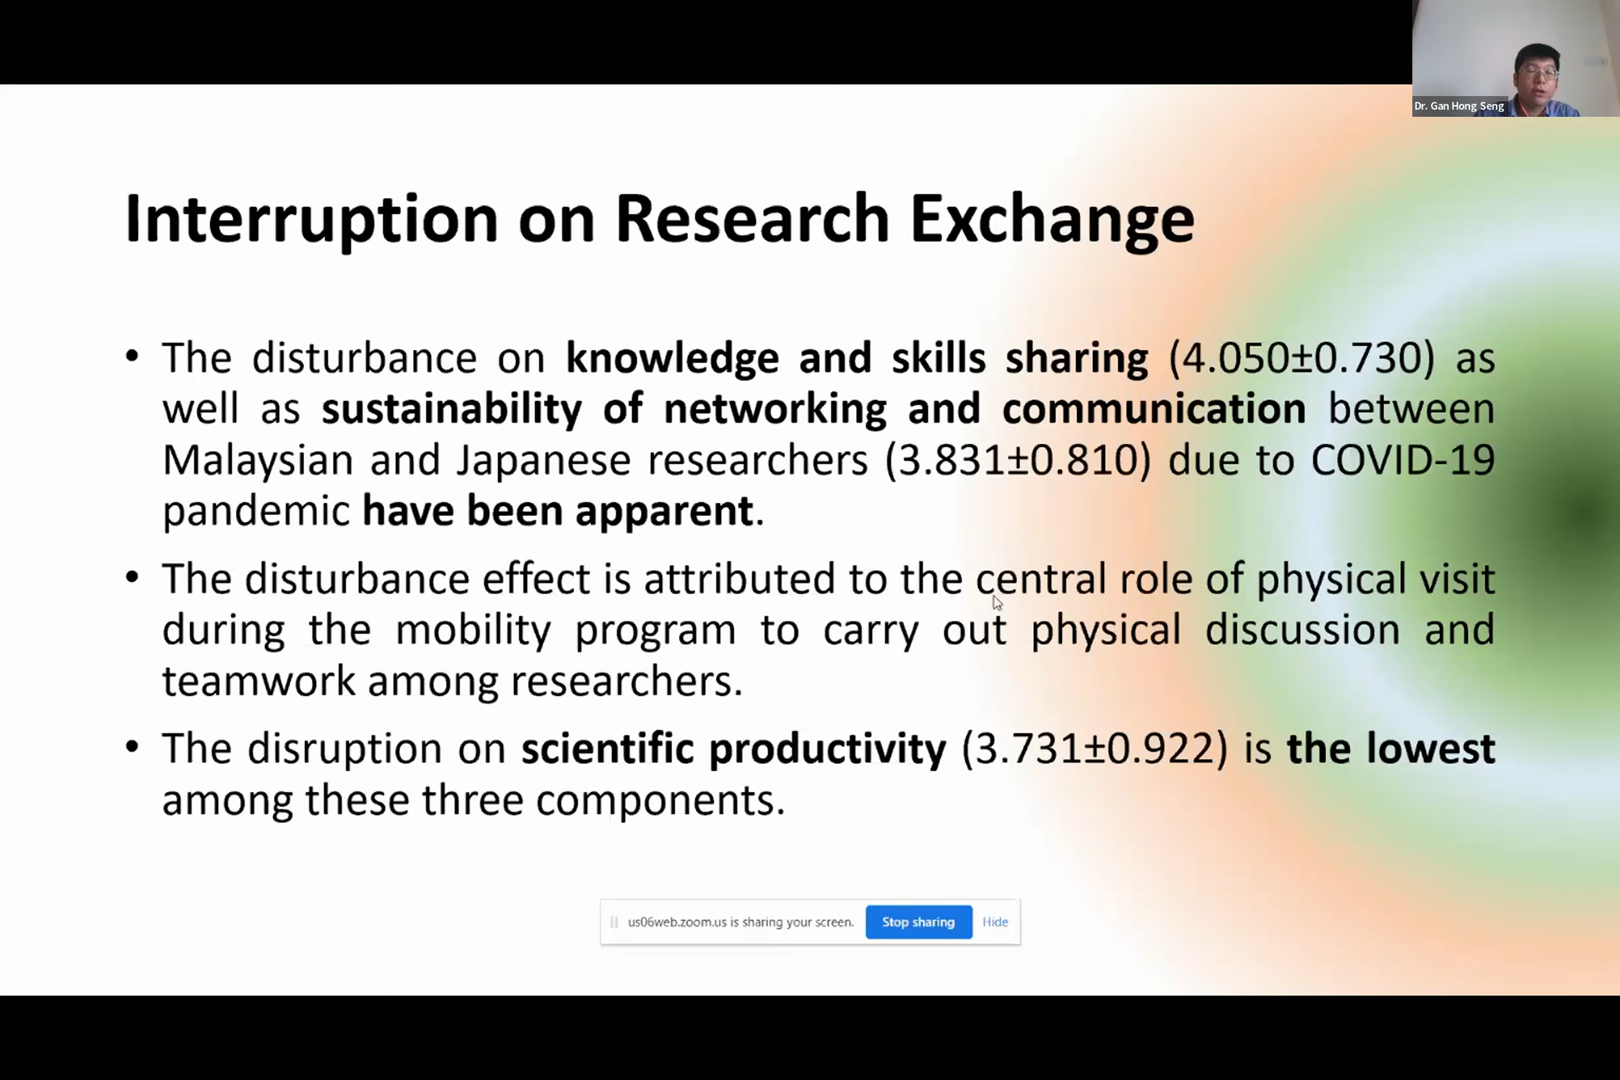 Dr. Gan Hong Seng
Interruption on Research Exchange
• The disturbance on knowledge and skills sharing (4.050±0.730) as
well as sustainability of networking and communication between
Malaysian and Japanese researchers (3.831±0.810) due to COVID-19
pandemic have been apparent.
• The disturbance effect is attributed to the central role of physical visit
during the mobility program to carry out physical discussion and
teamwork among researchers.
• The disruption on scientific productivity (3.731±0.922) is the lowest
among these three components.
us06web.zoom.us is sharing your screen. Stop sharing Hide